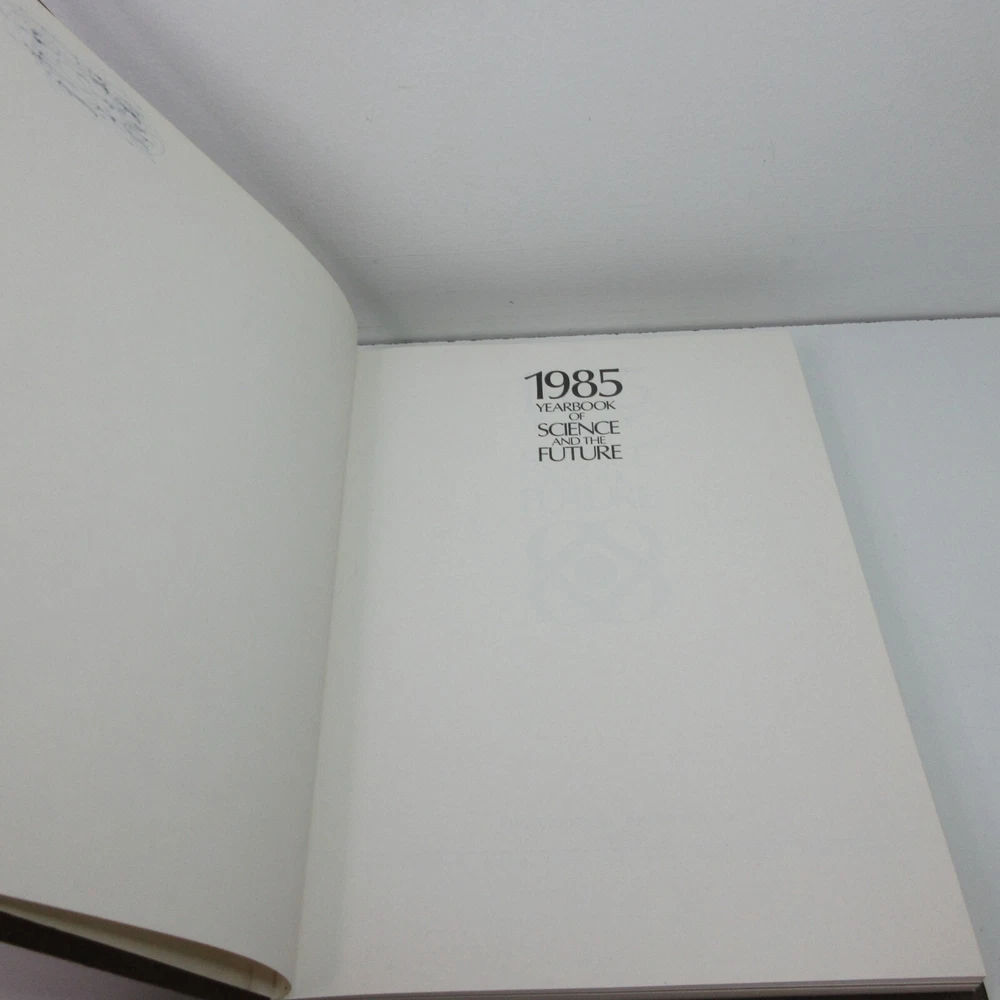 1985
YEARBOOK
OF
SCIENCE
AND THE
FUTURE